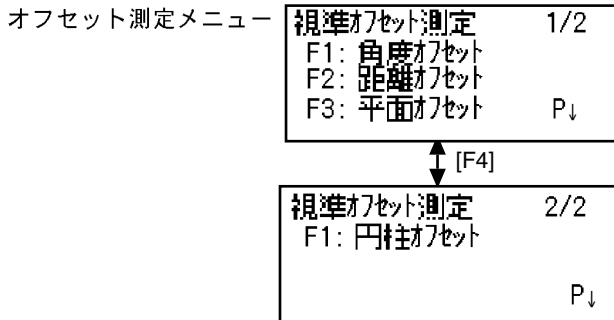 オフセット測定メニュー
視準ｵﾌｾｯﾄ測定 1/2
F1: 角度ｵﾌｾｯﾄ
F2: 距離ｵﾌｾｯﾄ
F3: 平面ｵﾌｾｯﾄ P↓
[F4]
視準ｵﾌｾｯﾄ測定 2/2
F1: 円柱ｵﾌｾｯﾄ
P↓